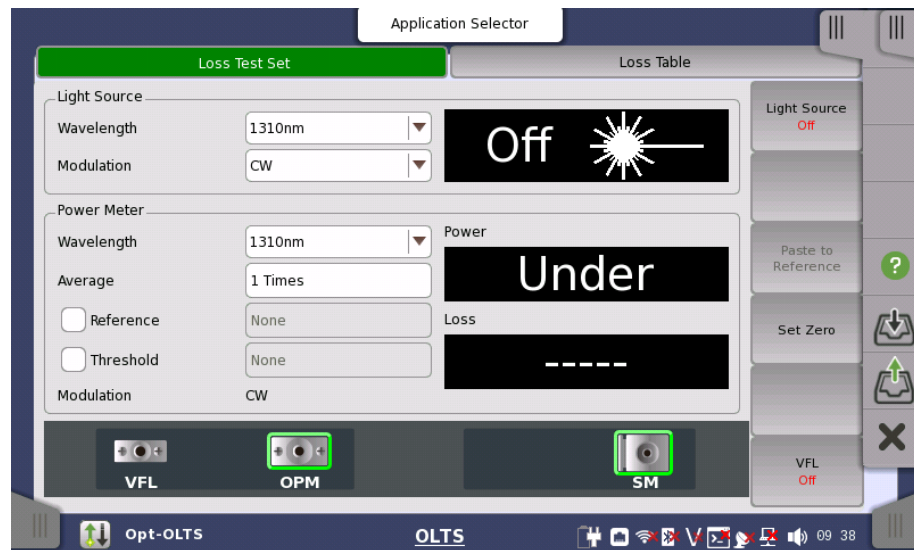 Application Selector
Loss Test Set
Loss Table
Light Source
Wavelength
1310nm
Modulation
CW
Off
Power Meter
Wavelength
1310nm
Average
1 Times
Reference
None
Threshold
None
Modulation
CW
Power
Under
Loss
-----
Light Source
Off
Paste to
Reference
Set Zero
VFL
Off
?
VFL
OPM
SM
Opt-OLTS
OLTS
09 38